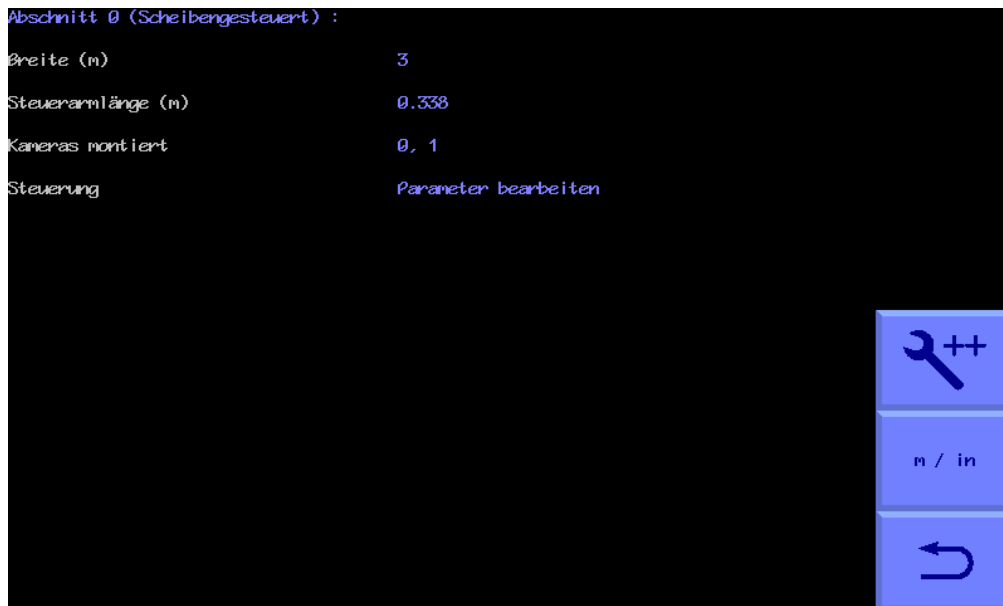 Abschnitt 0 (Scheibengesteuert) :
Breite (m) 3
Steuerarmlänge (m) 0.338
Kameras montiert 0, 1
Steuerung Parameter bearbeiten
++
m / in